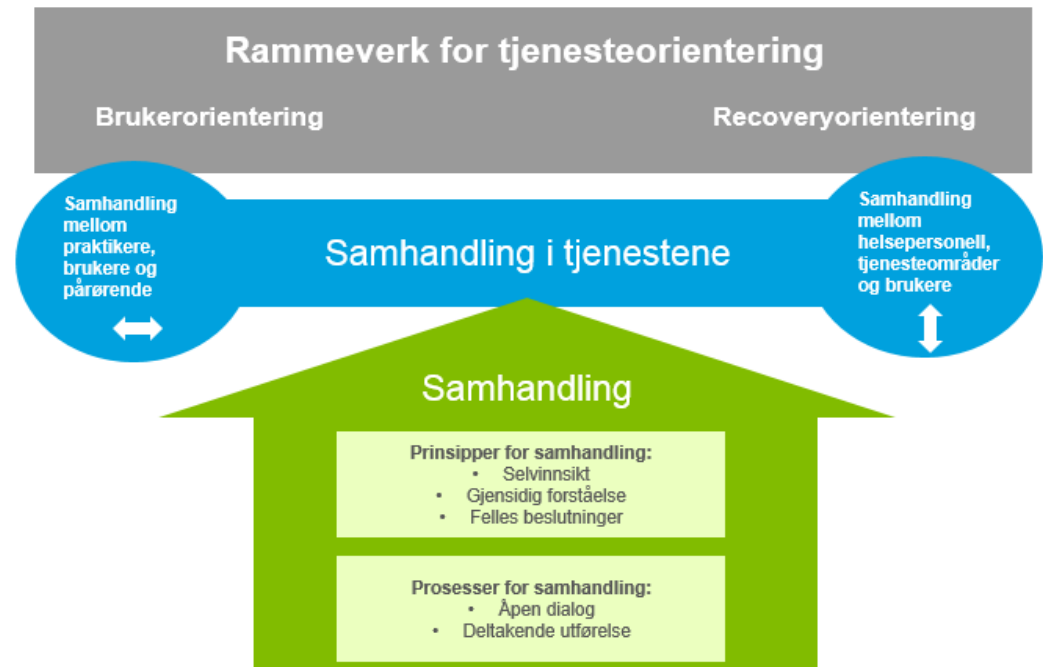 Rammeverk for tjenesteorientering
Brukerorientering
Recoveryorientering
Samhandling
mellom
praktikere,
brukere og
pårørende
Samhandling i tjenestene
Samhandling
mellom
helsepersonell,
tjenesteområder
og brukere
Samhandling
Prinsipper for samhandling:
• Selvinnsikt
• Gjensidig forståelse
• Felles beslutninger
Prosesser for samhandling:
• Åpen dialog
• Deltakende utførelse